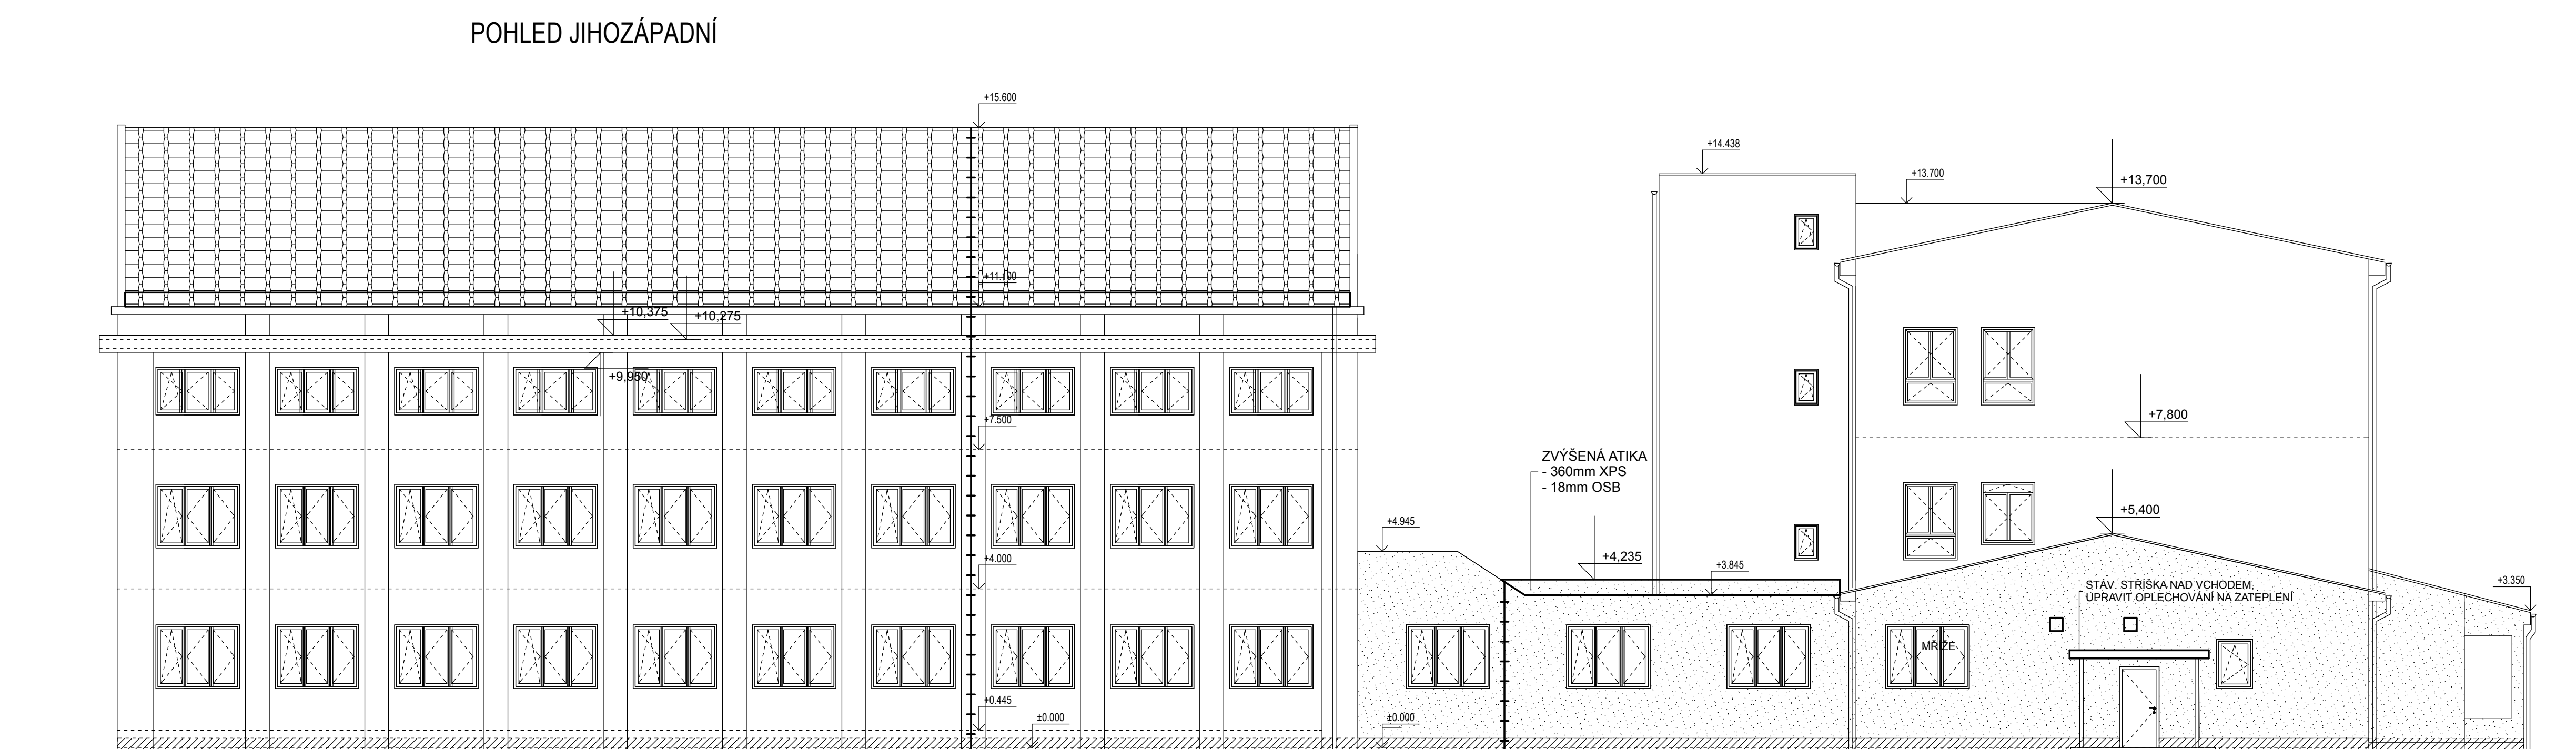 POHLED JIHOZÁPADNÍ
+15.600
+14.438
+13.700
+13,700
+11.100
+10,375
+10,275
+9,950
+7.500
+7,800
ZVÝŠENÁ ATIKA
- 360mm XPS
- 18mm OSB
+5,400
+4.945
+4,235
+4.000
+3.845
+3.350
STÁV. STŘÍŠKA NAD VCHODEM,
UPRAVIT OPLECHOVÁNÍ NA ZATEPLENÍ
MŘÍŽE
+0.445
±0.000
±0.000